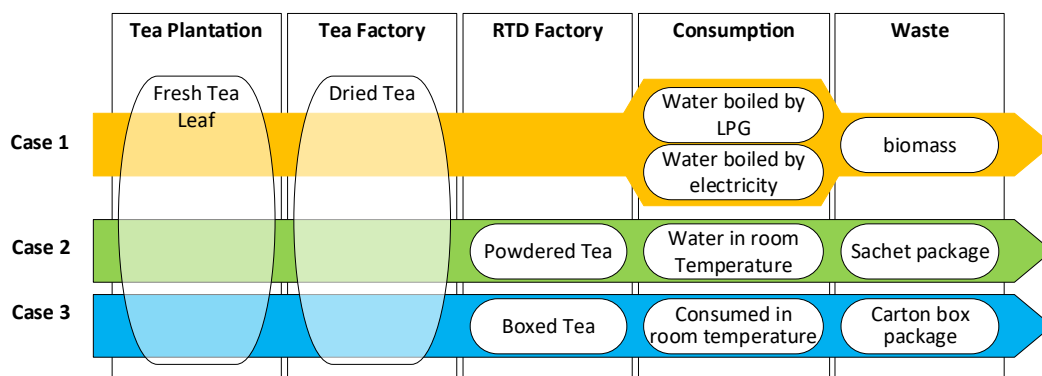 Tea Plantation
Tea Factory
RTD Factory
Consumption
Waste
Case 1
Fresh Tea
Leaf
Dried Tea
Water boiled by
LPG
Water boiled by
electricity
biomass
Case 2
Powdered Tea
Water in room
Temperature
Sachet package
Case 3
Boxed Tea
Consumed in
room temperature
Carton box
package